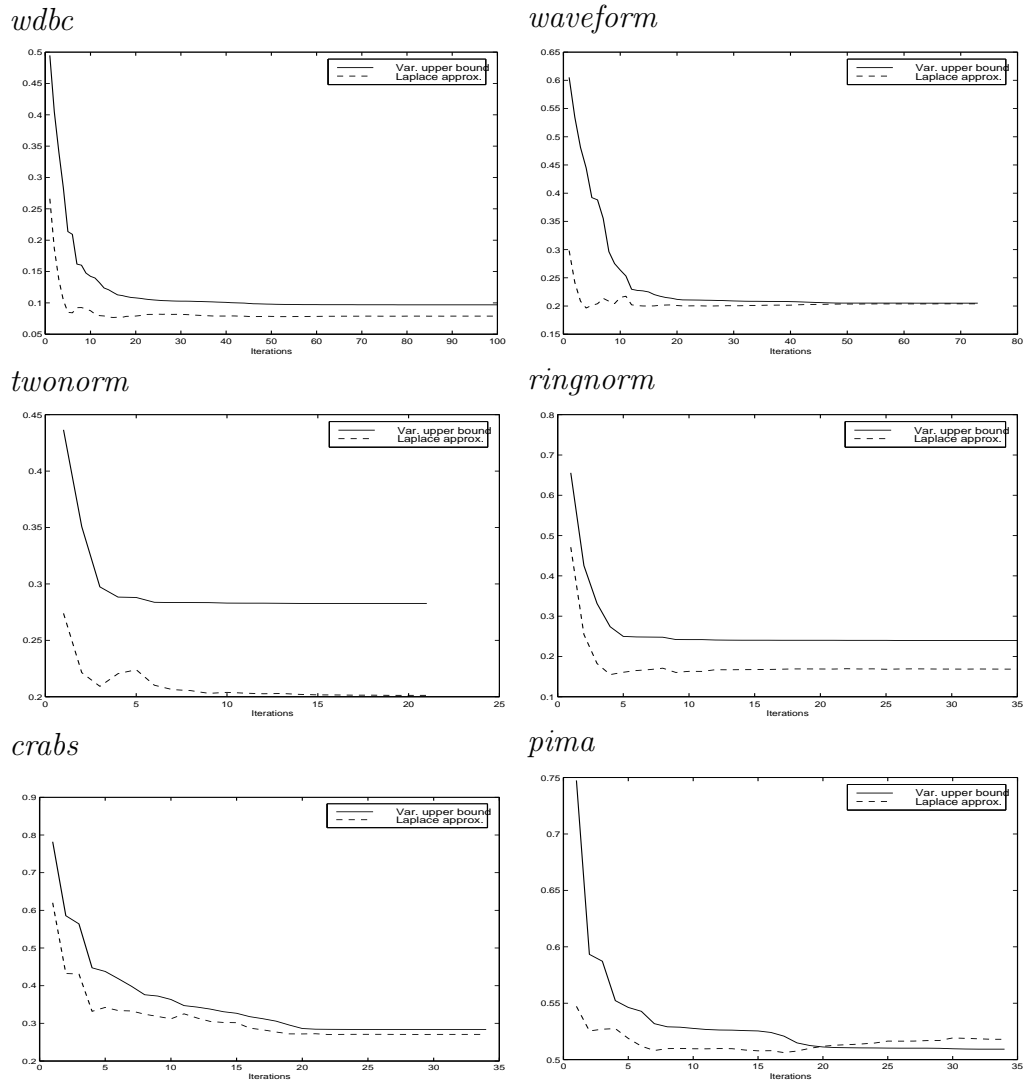 wdbc
waveform
0.5
0.45
0.4
0.35
0.3
0.25
0.2
0.15
0.1
0.05
0 10 20 30 40 50 60 70 80 90 100
Iterations
Var. upper bound
Laplace approx.
0.65
0.6
0.55
0.5
0.45
0.4
0.35
0.3
0.25
0.2
0.15
0 10 20 30 40 50 60 70 80
Iterations
Var. upper bound
Laplace approx.
twonorm
ringnorm
0.45
0.4
0.35
0.3
0.25
0.2
0 5 10 15 20 25
Iterations
Var. upper bound
Laplace approx.
0.8
0.7
0.6
0.5
0.4
0.3
0.2
0.1
0 5 10 15 20 25 30 35
Iterations
Var. upper bound
Laplace approx.
crabs
pima
0.9
0.8
0.7
0.6
0.5
0.4
0.3
0.2
0 5 10 15 20 25 30 35
Iterations
Var. upper bound
Laplace approx.
0.75
0.7
0.65
0.6
0.55
0.5
0 5 10 15 20 25 30 35
Iterations
Var. upper bound
Laplace approx.